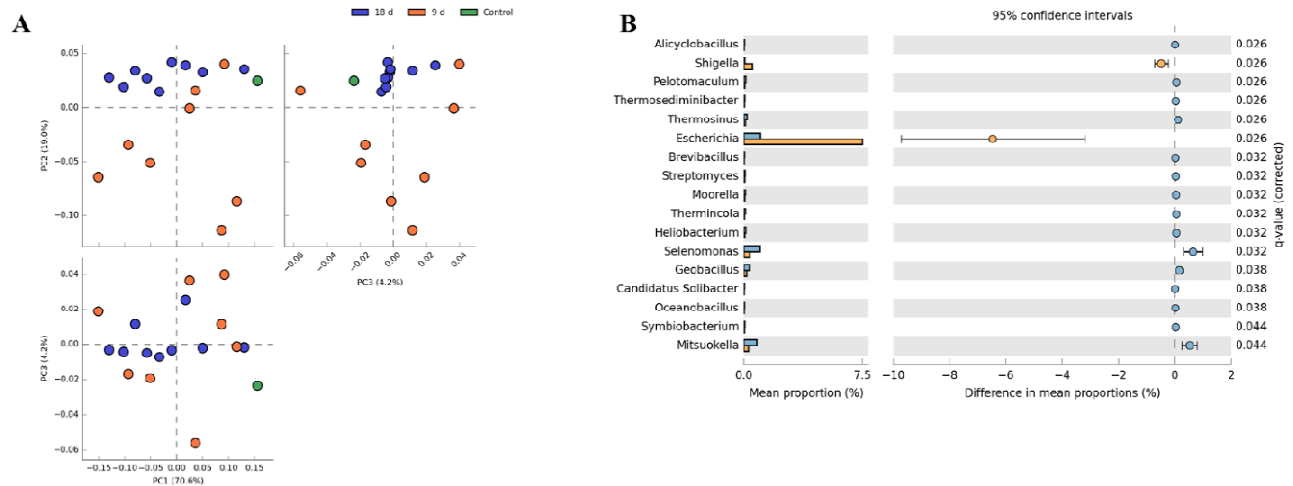 A
18 d
9 d
Control
0.05
0.00
−0.05
−0.10
PC2 (19.0%)
−0.06
−0.04
−0.02
0.00
0.02
0.04
PC3 (4.2%)
0.04
0.02
0.00
−0.02
−0.04
−0.06
PC3 (4.2%)
−0.15
−0.10
−0.05
0.00
0.05
0.10
0.15
PC1 (70.6%)
B
95% confidence intervals
Alicyclobacillus 0.026
Shigella 0.026
Pelotomaculum 0.026
Thermosediminibacter 0.026
Thermosinus 0.026
Escherichia 0.026
Brevibacillus 0.032
Streptomyces 0.032
Moorella 0.032
Thermincola 0.032
Heliobacterium 0.032
Selenomonas 0.032
Geobacillus 0.038
Candidatus Solibacter 0.038
Oceanobacillus 0.038
Symbiobacterium 0.044
Mitsuokella 0.044
q-value (corrected)
0.0 7.5
Mean proportion (%)
−10 −8 −6 −4 −2 0 2
Difference in mean proportions (%)